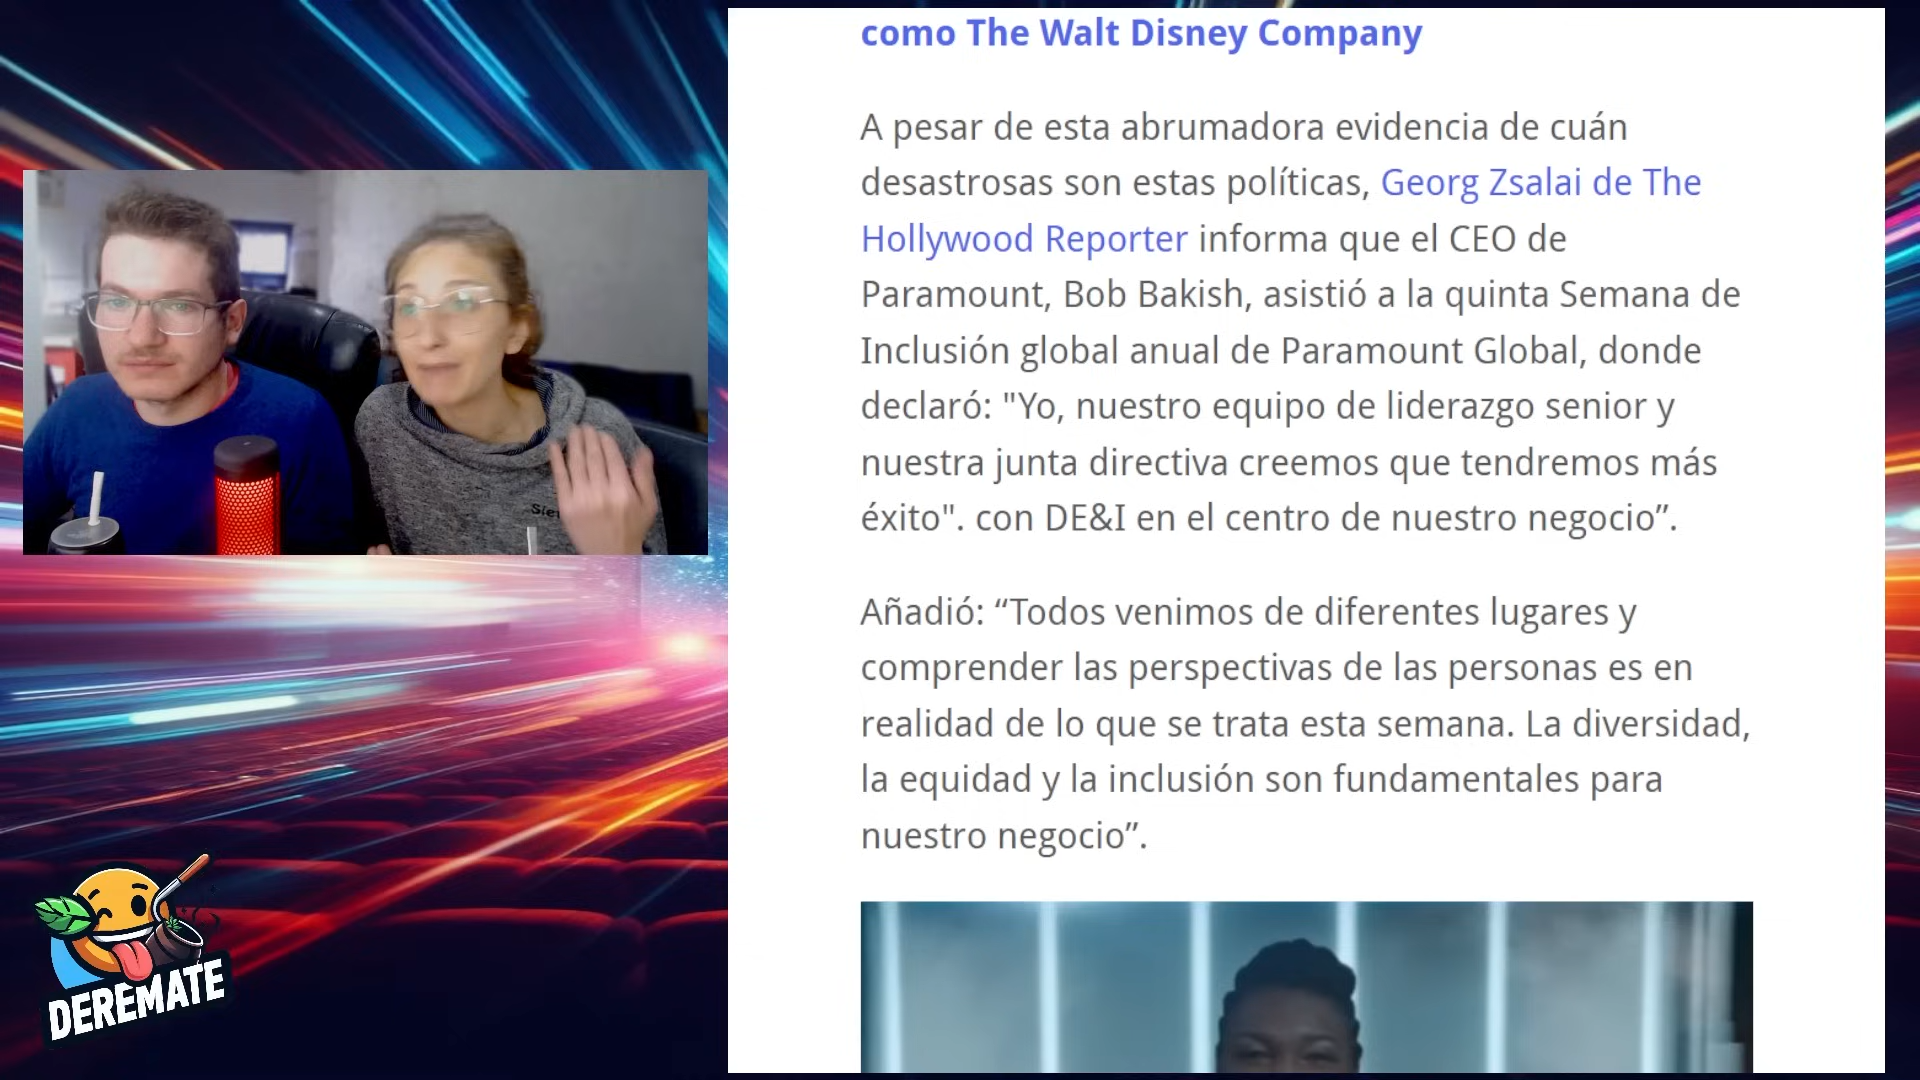 como The Walt Disney Company
A pesar de esta abrumadora evidencia de cuán
desastrosas son estas políticas, Georg Zsalai de The
Hollywood Reporter informa que el CEO de
Paramount, Bob Bakish, asistió a la quinta Semana de
Inclusión global anual de Paramount Global, donde
declaró: "Yo, nuestro equipo de liderazgo senior y
nuestra junta directiva creemos que tendremos más
éxito". con DE&I en el centro de nuestro negocio”.
Añadió: “Todos venimos de diferentes lugares y
comprender las perspectivas de las personas es en
realidad de lo que se trata esta semana. La diversidad,
la equidad y la inclusión son fundamentales para
nuestro negocio”.
DEREMATE